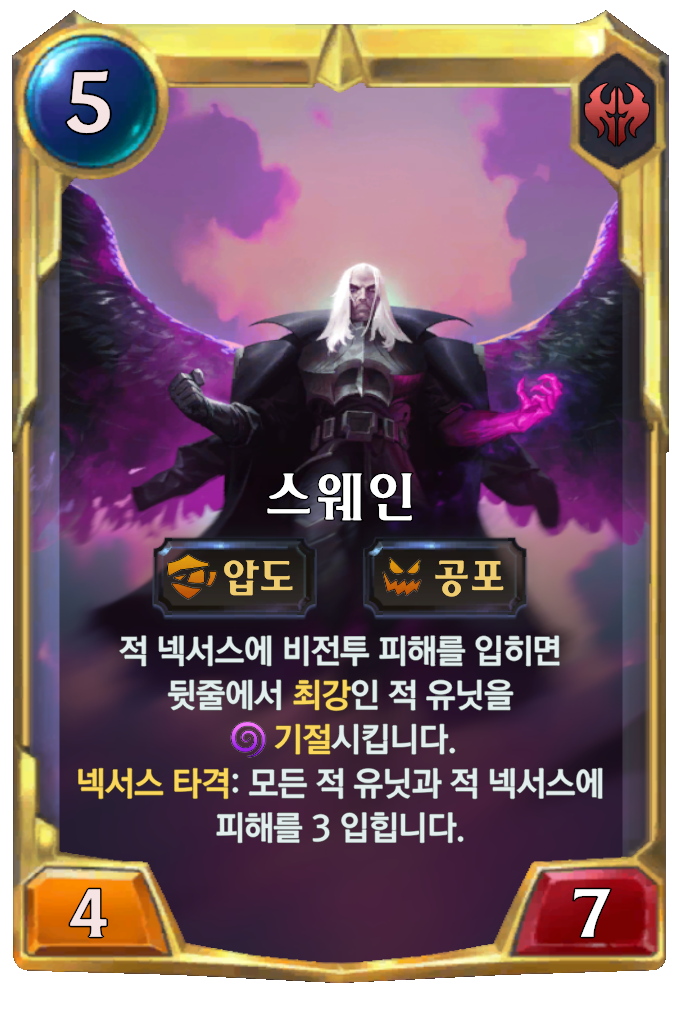 5
스웨인
압도
공포
적 넥서스에 비전투 피해를 입히면
뒷줄에서 최강인 적 유닛을
기절시킵니다.
넥서스 타격: 모든 적 유닛과 적 넥서스에
피해를 3 입힙니다.
4
7